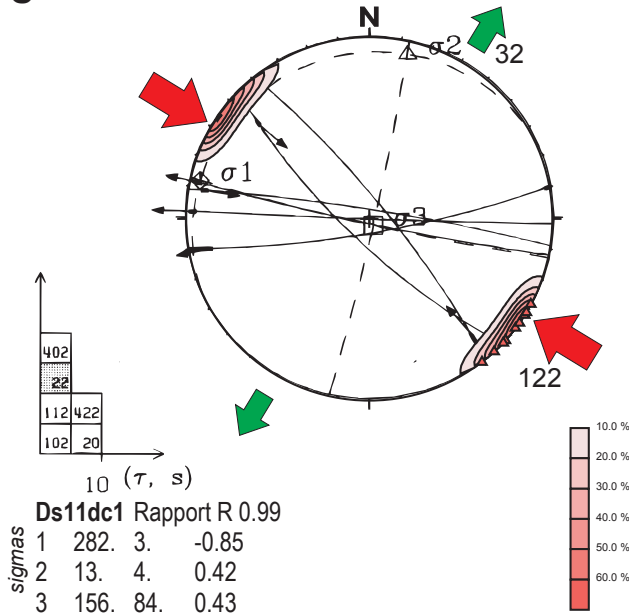 N
σ2
32
σ1
σ3
402
22
112 422
102 20
10 (τ, s)
122
Ds11dc1 Rapport R 0.99
sigmas
1 282. 3. -0.85
2 13. 4. 0.42
3 156. 84. 0.43
10.0 %
20.0 %
30.0 %
40.0 %
50.0 %
60.0 %